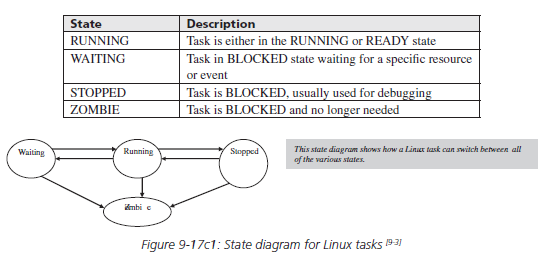 State Description
RUNNING Task is either in the RUNNING or READY state
WAITING Task in BLOCKED state waiting for a specific resource
or event
STOPPED Task is BLOCKED, usually used for debugging
ZOMBIE Task is BLOCKED and no longer needed
Waiting Running Stopped
This state diagram shows how a Linux task can switch between all
of the various states.
Figure 9-17c1: State diagram for Linux tasks [9-3]